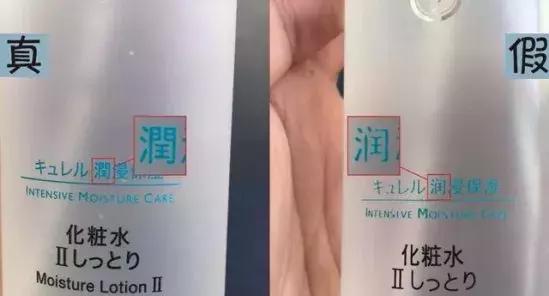 真
潤
キュレル 潤浸保湿
INTENSIVE MOISTURE CARE
化粧水
IIしっとり
Moisture Lotion II
假
润
キュレル 润浸保湿
INTENSIVE MOISTURE CARE
化粧水
IIしっとり